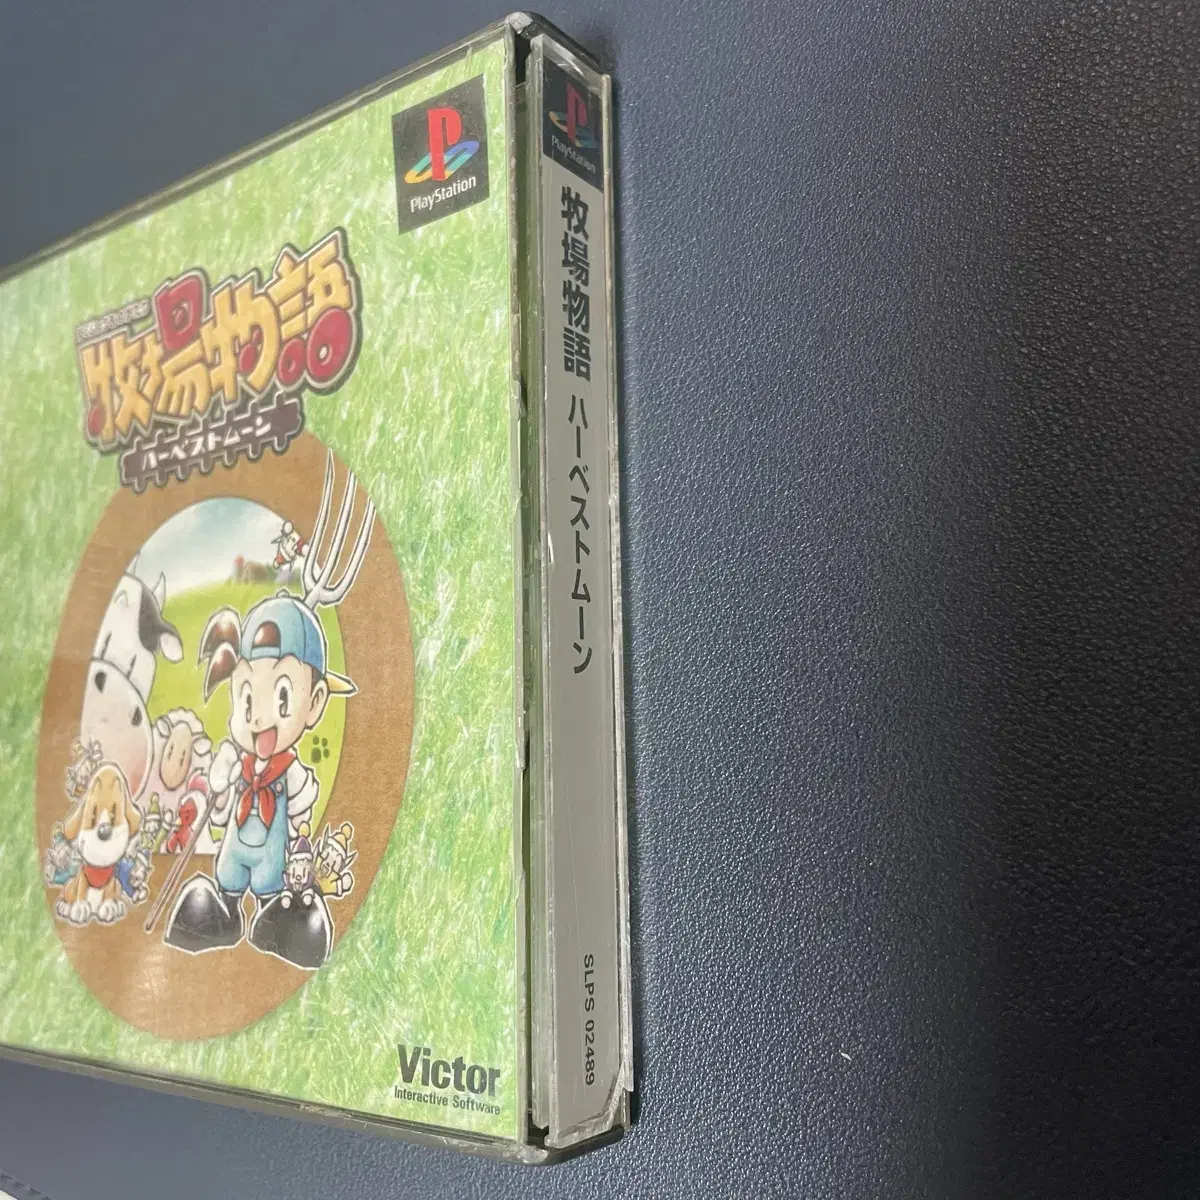 PlayStation
牧場物語
ハーベストムーン
Victor
Interactive Software
PlayStation
牧場物語 ハーベストムーン
SLPS 02489